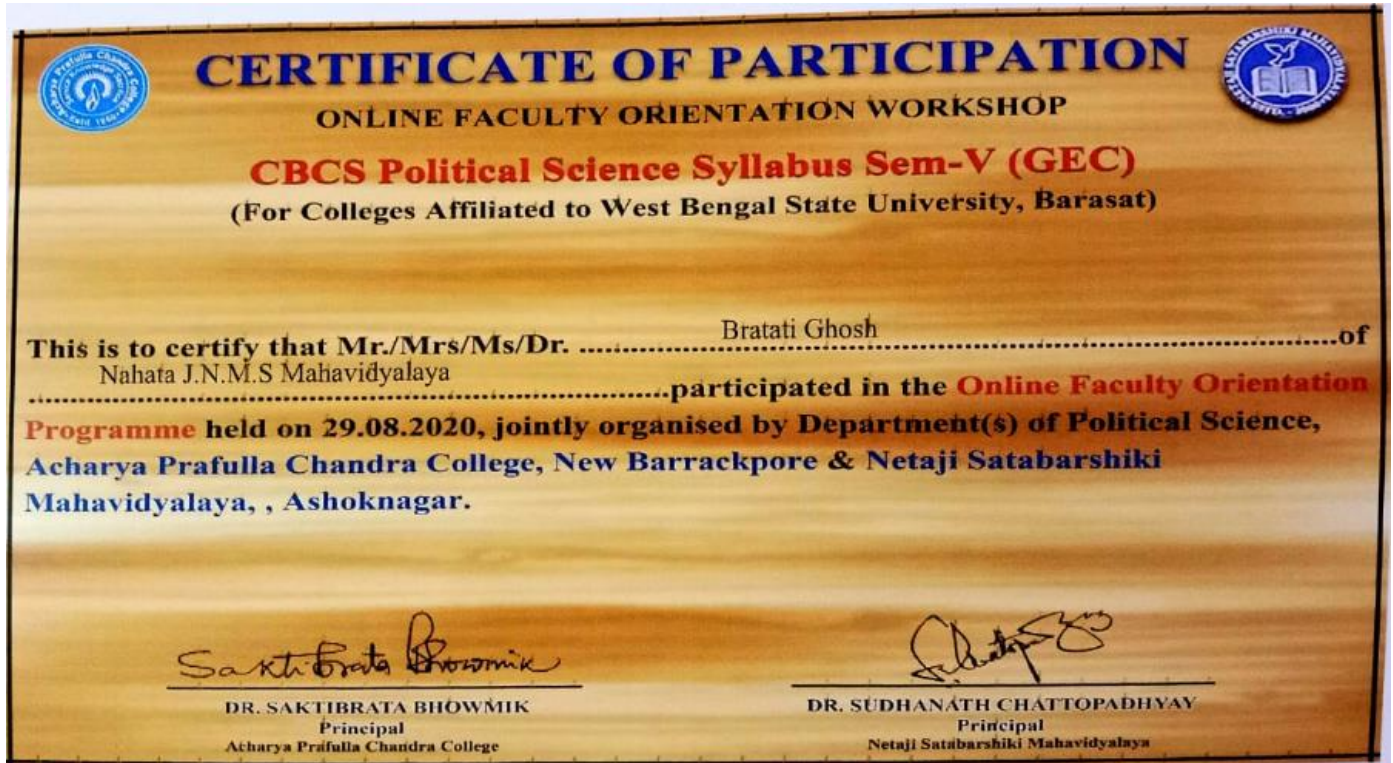 CERTIFICATE OF PARTICIPATION
ONLINE FACULTY ORIENTATION WORKSHOP
CBCS Political Science Syllabus Sem-V (GEC)
(For Colleges Affiliated to West Bengal State University, Barasat)
This is to certify that Mr./Mrs/Ms/Dr. ..... Bratati Ghosh .....of
Nahata J.N.M.S Mahavidyalaya
.....participated in the Online Faculty Orientation
Programme held on 29.08.2020, jointly organised by Department(s) of Political Science,
Acharya Prafulla Chandra College, New Barrackpore & Netaji Satabarshiki
Mahavidyalaya, , Ashoknagar.
Saktibrata Bhowmik
DR. SAKTIBRATA BHOWMIK
Principal
Acharya Prafulla Chandra College
DR. SUDHANATH CHATTOPADHYAY
Principal
Netaji Satabarshiki Mahavidyalaya